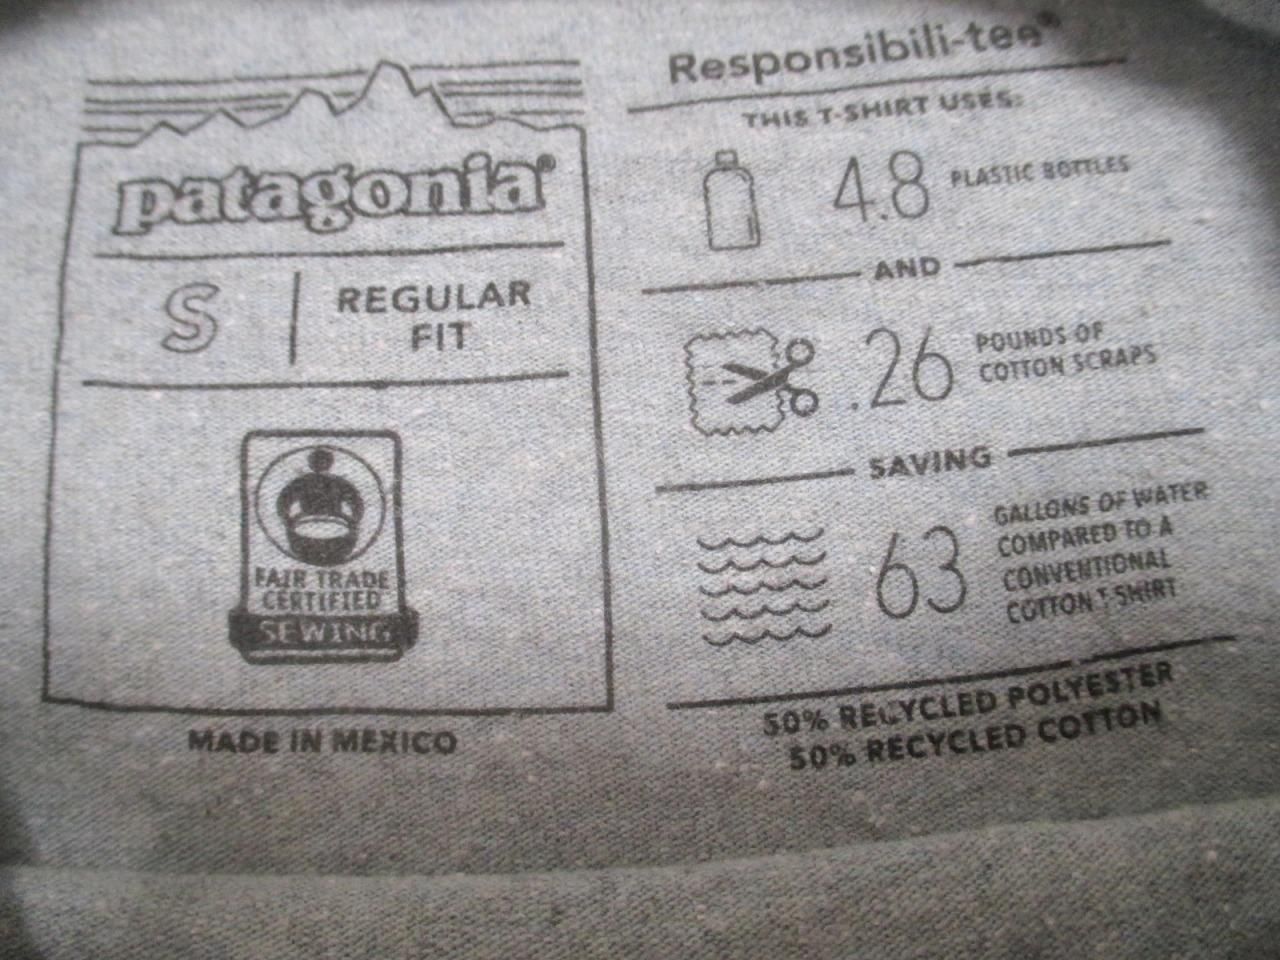 patagonia®
S
REGULAR
FIT
FAIR TRADE
CERTIFIED
SEWING
MADE IN MEXICO
Responsibili-tee®
THIS T-SHIRT USES:
4.8 PLASTIC BOTTLES
AND
.26 POUNDS OF
COTTON SCRAPS
SAVING
63 GALLONS OF WATER
COMPARED TO A
CONVENTIONAL
COTTON T-SHIRT
50% RECYCLED POLYESTER
50% RECYCLED COTTON